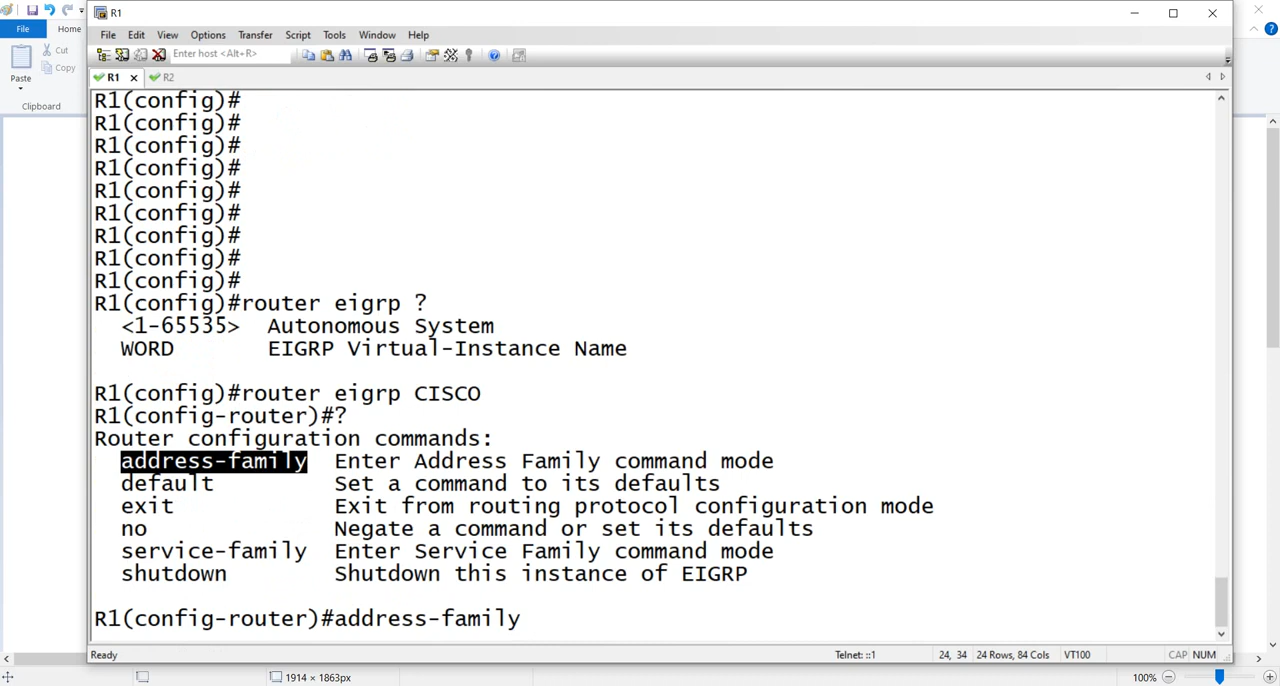 R1
File
Home
Cut
Copy
Paste
Clipboard
File Edit View Options Transfer Script Tools Window Help
Enter host <Alt+R>
R1
R2
R1(config)#
R1(config)#
R1(config)#
R1(config)#
R1(config)#
R1(config)#
R1(config)#
R1(config)#
R1(config)#
R1(config)#router eigrp ?
<1-65535> Autonomous System
WORD EIGRP Virtual-Instance Name
R1(config)#router eigrp CISCO
R1(config-router)#?
Router configuration commands:
address-family Enter Address Family command mode
default Set a command to its defaults
exit Exit from routing protocol configuration mode
no Negate a command or set its defaults
service-family Enter Service Family command mode
shutdown Shutdown this instance of EIGRP
R1(config-router)#address-family
Ready Telnet: ::1 24, 34 24 Rows, 84 Cols VT100 CAP NUM
1914 × 1863px 100%